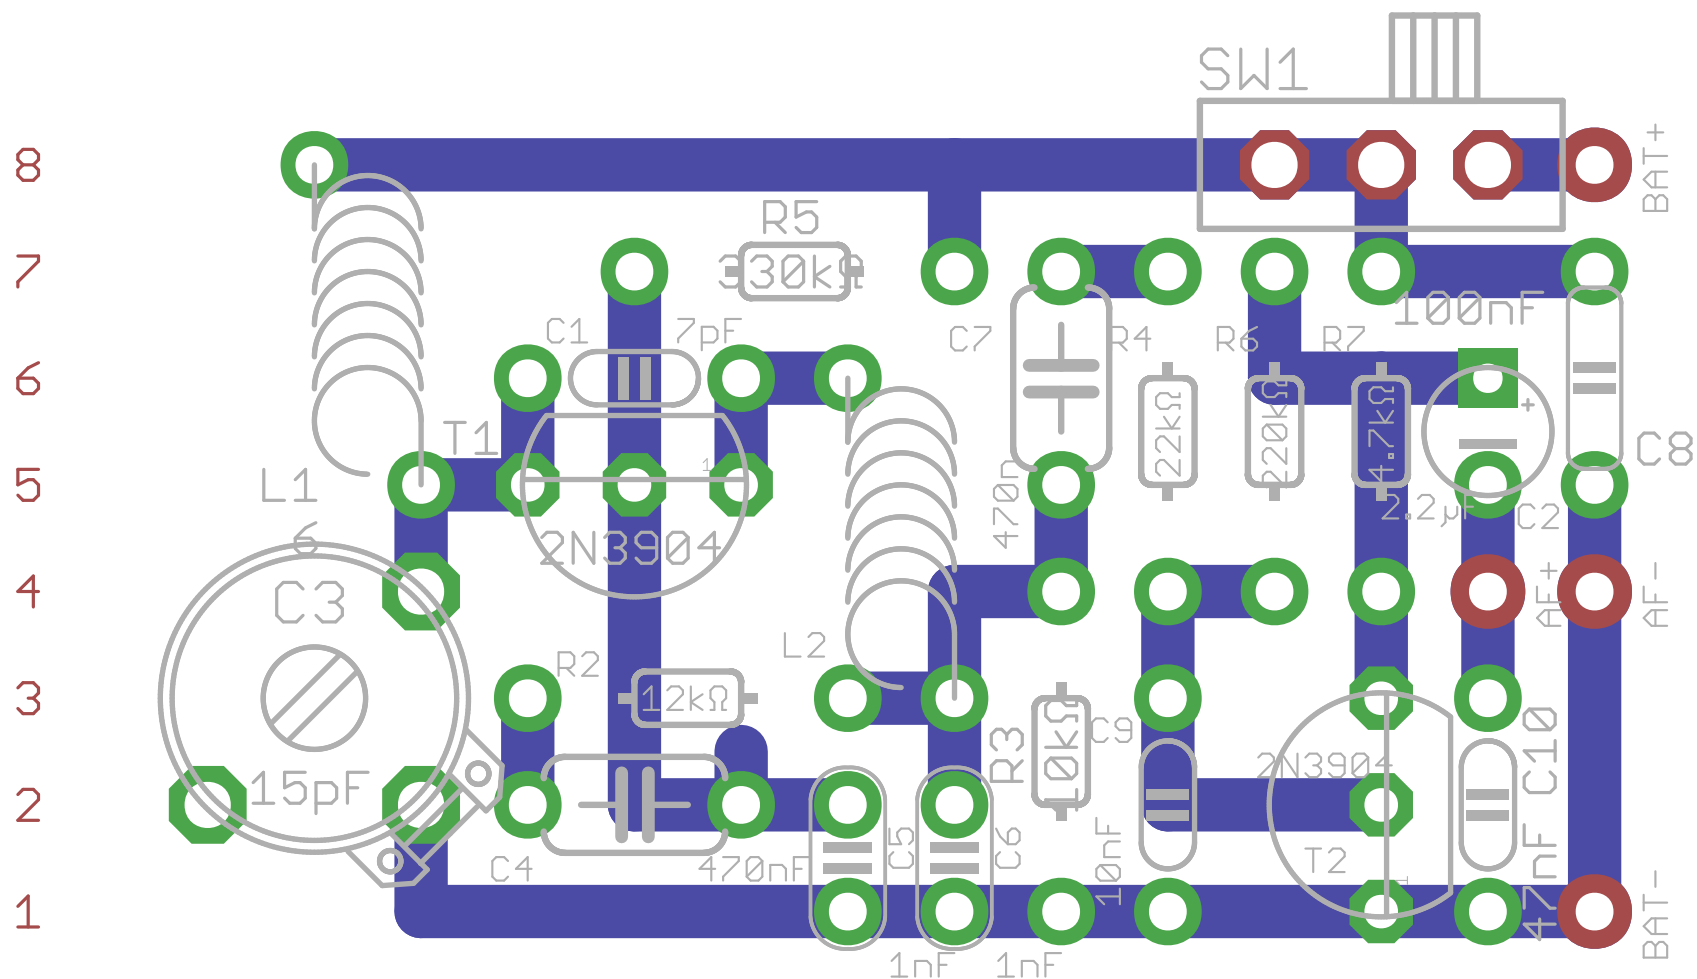 SW1
BAT+
8
R5
330kΩ
7
C1
7pF
C7
R4
R6
R7
100nF
6
22kΩ
220kΩ
4.7kΩ
+
T1
1
C8
5
L1
6
470n
2.2µF
C2
2N3904
4
C3
AF+
AF-
L2
R2
3
12kΩ
R3
10kΩ
C9
2N3904
C10
15pF
2
C4
470nF
C5
C6
10nF
T2
47nF
1
1
BAT-
1nF
1nF